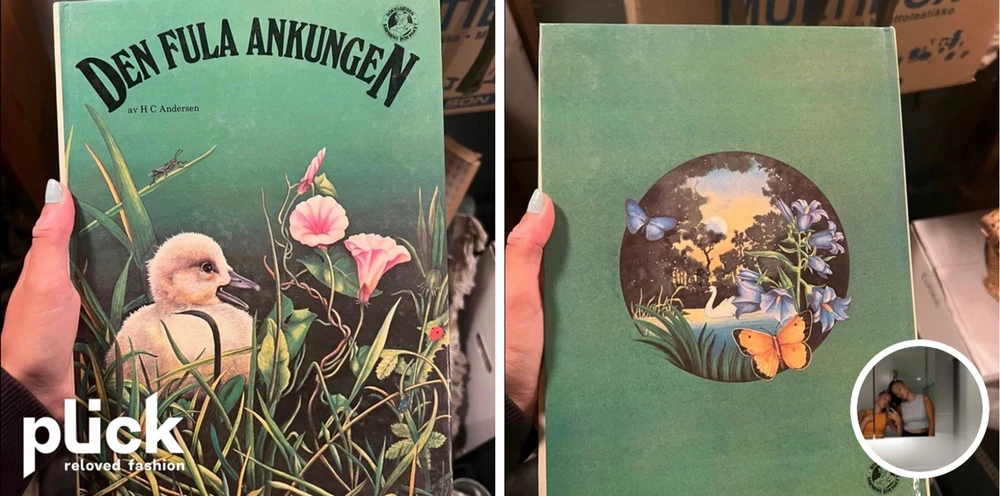 DEN FULA ANKUNGEN
av H C Andersen
plick
reloved fashion